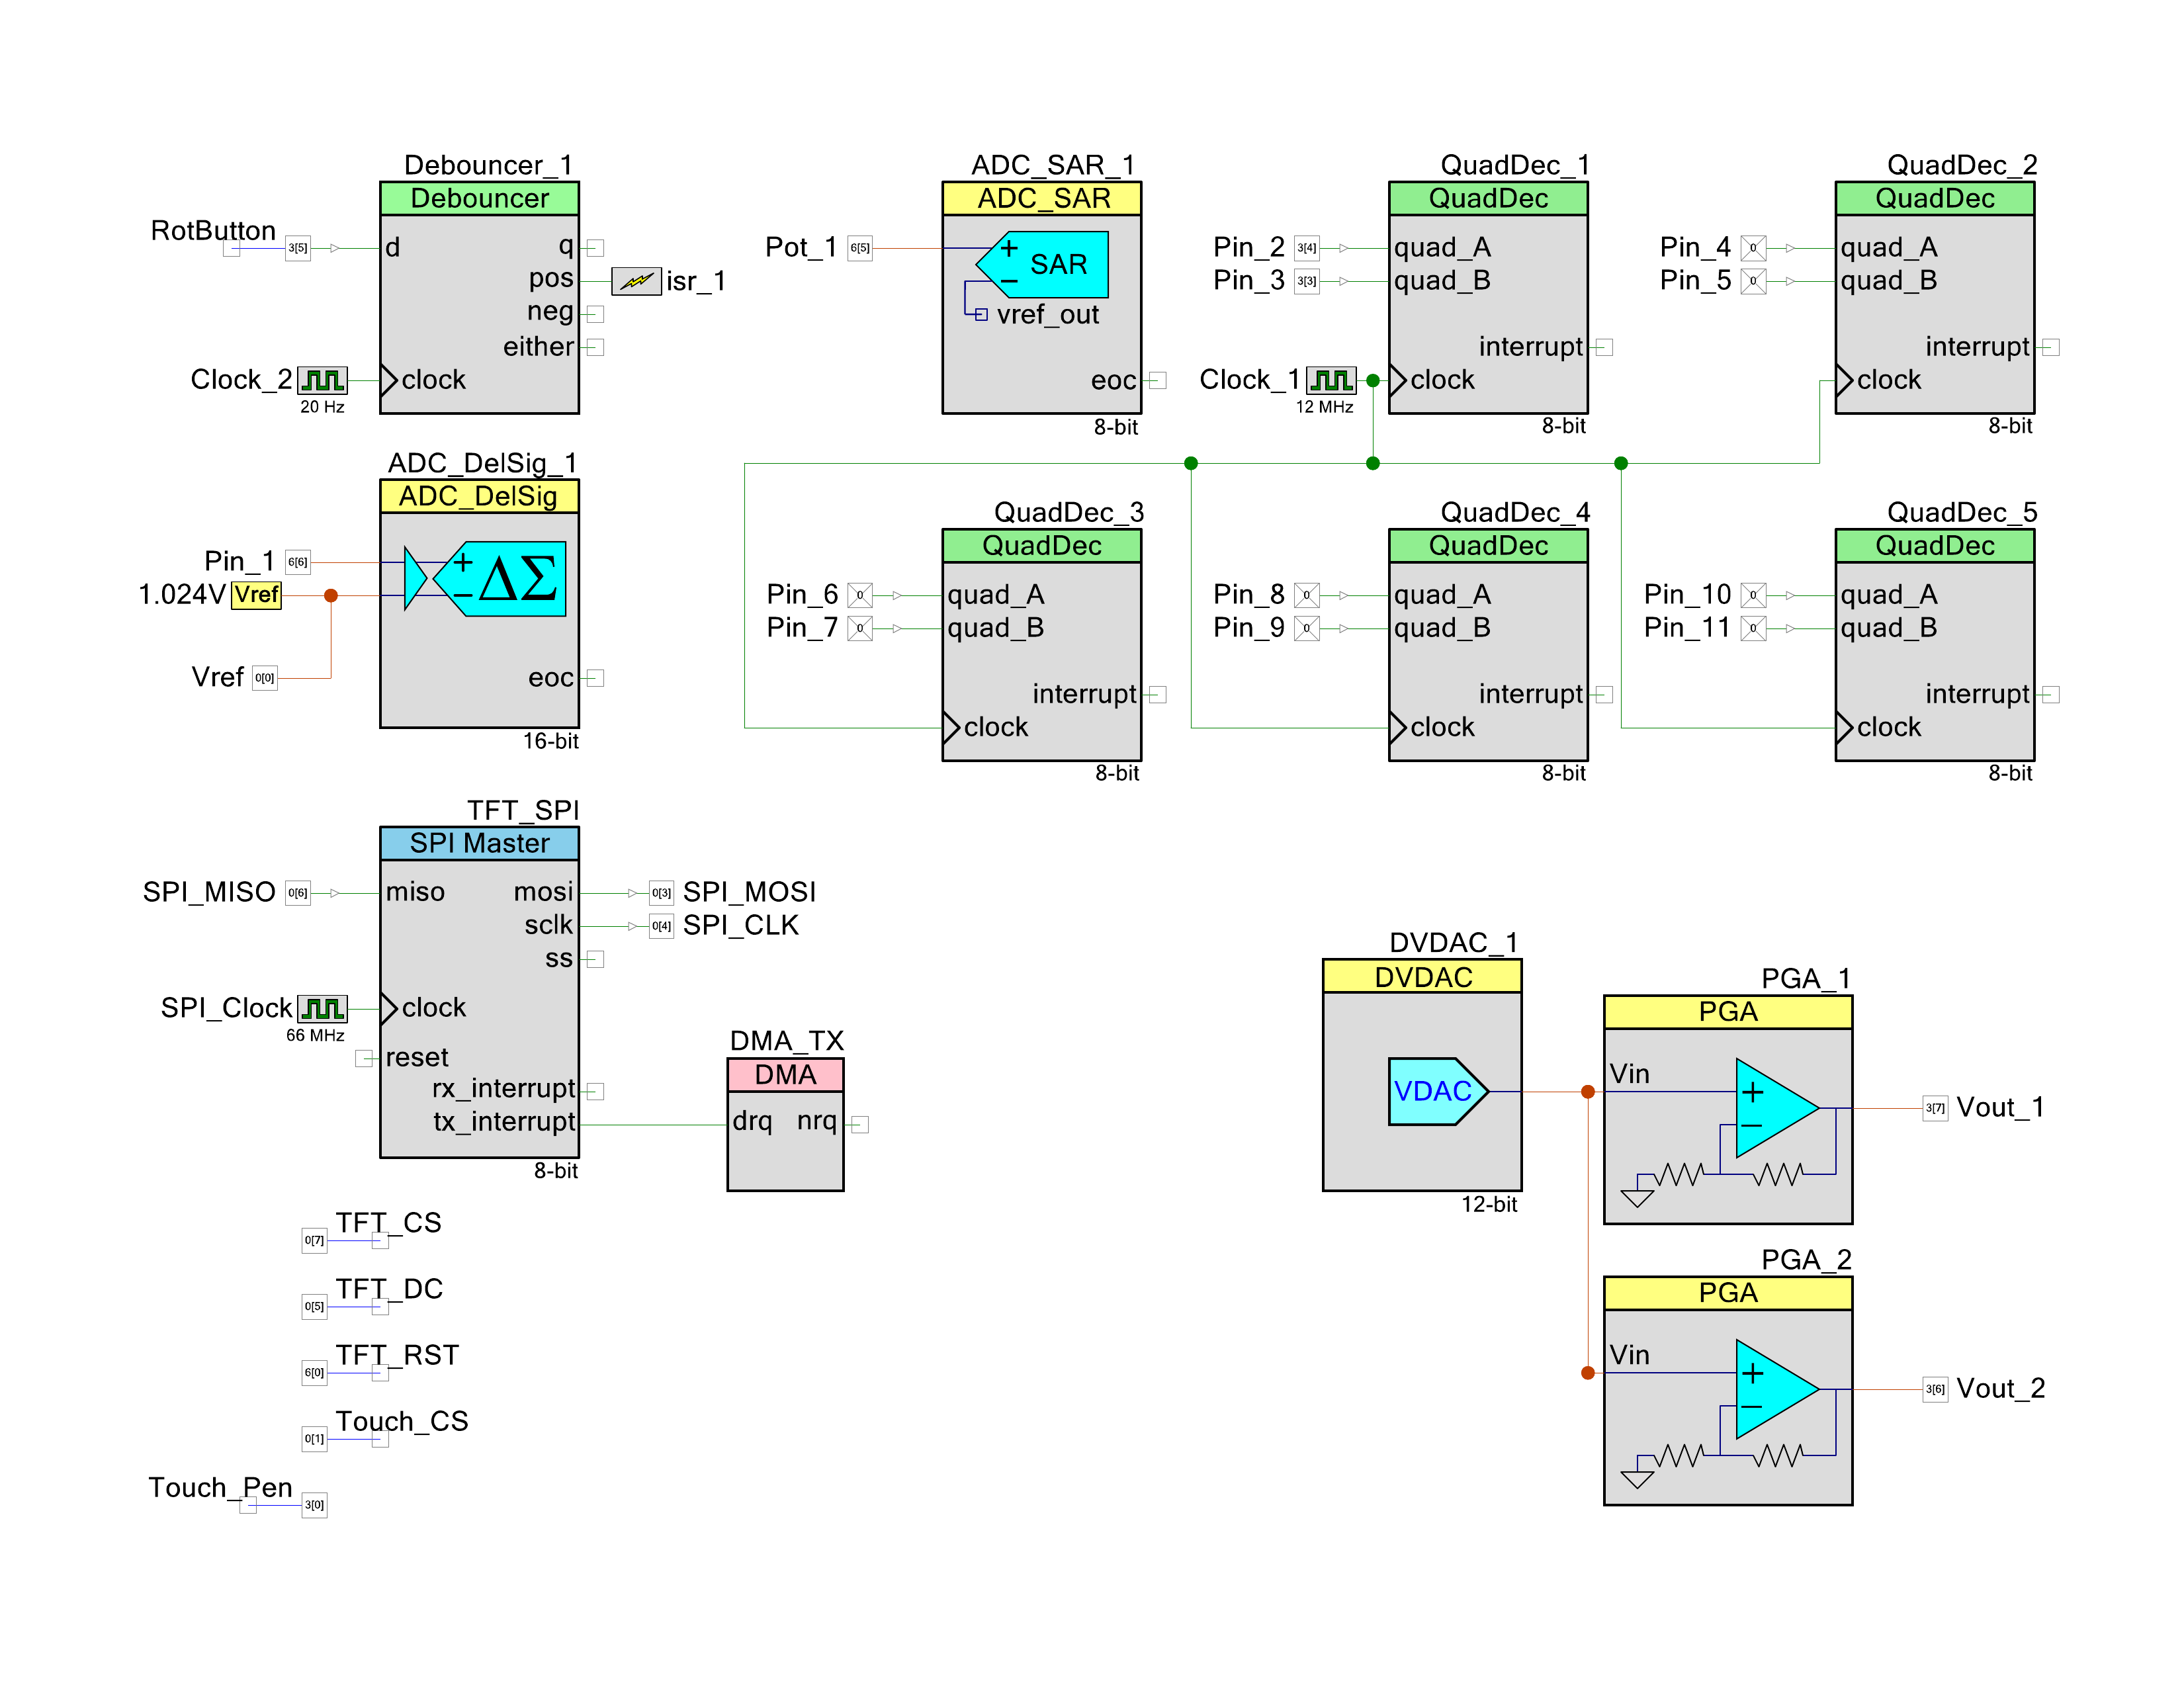 Debouncer_1
Debouncer
RotButton
3[5]
d
q
pos
isr_1
neg
either
Clock_2
clock
20 Hz
ADC_SAR_1
ADC_SAR
Pot_1
6[5]
+
SAR
−
vref_out
eoc
8-bit
QuadDec_1
QuadDec
Pin_2
3[4]
quad_A
Pin_3
3[3]
quad_B
interrupt
Clock_1
clock
12 MHz
8-bit
QuadDec_2
QuadDec
Pin_4
0
quad_A
Pin_5
0
quad_B
interrupt
clock
8-bit
ADC_DelSig_1
ADC_DelSig
Pin_1
6[6]
+
ΔΣ
1.024V
Vref
−
Vref
0[0]
eoc
16-bit
QuadDec_3
QuadDec
Pin_6
0
quad_A
Pin_7
0
quad_B
interrupt
clock
8-bit
QuadDec_4
QuadDec
Pin_8
0
quad_A
Pin_9
0
quad_B
interrupt
clock
8-bit
QuadDec_5
QuadDec
Pin_10
0
quad_A
Pin_11
0
quad_B
interrupt
clock
8-bit
TFT_SPI
SPI Master
SPI_MISO
0[6]
miso
mosi
0[3]
SPI_MOSI
sclk
0[4]
SPI_CLK
ss
SPI_Clock
clock
66 MHz
reset
rx_interrupt
tx_interrupt
8-bit
DMA_TX
DMA
drq
nrq
DVDAC_1
DVDAC
VDAC
12-bit
PGA_1
PGA
Vin
+
−
3[7]
Vout_1
PGA_2
PGA
Vin
+
−
3[6]
Vout_2
TFT_CS
0[7]
TFT_DC
0[5]
TFT_RST
6[0]
Touch_CS
0[1]
Touch_Pen
3[0]